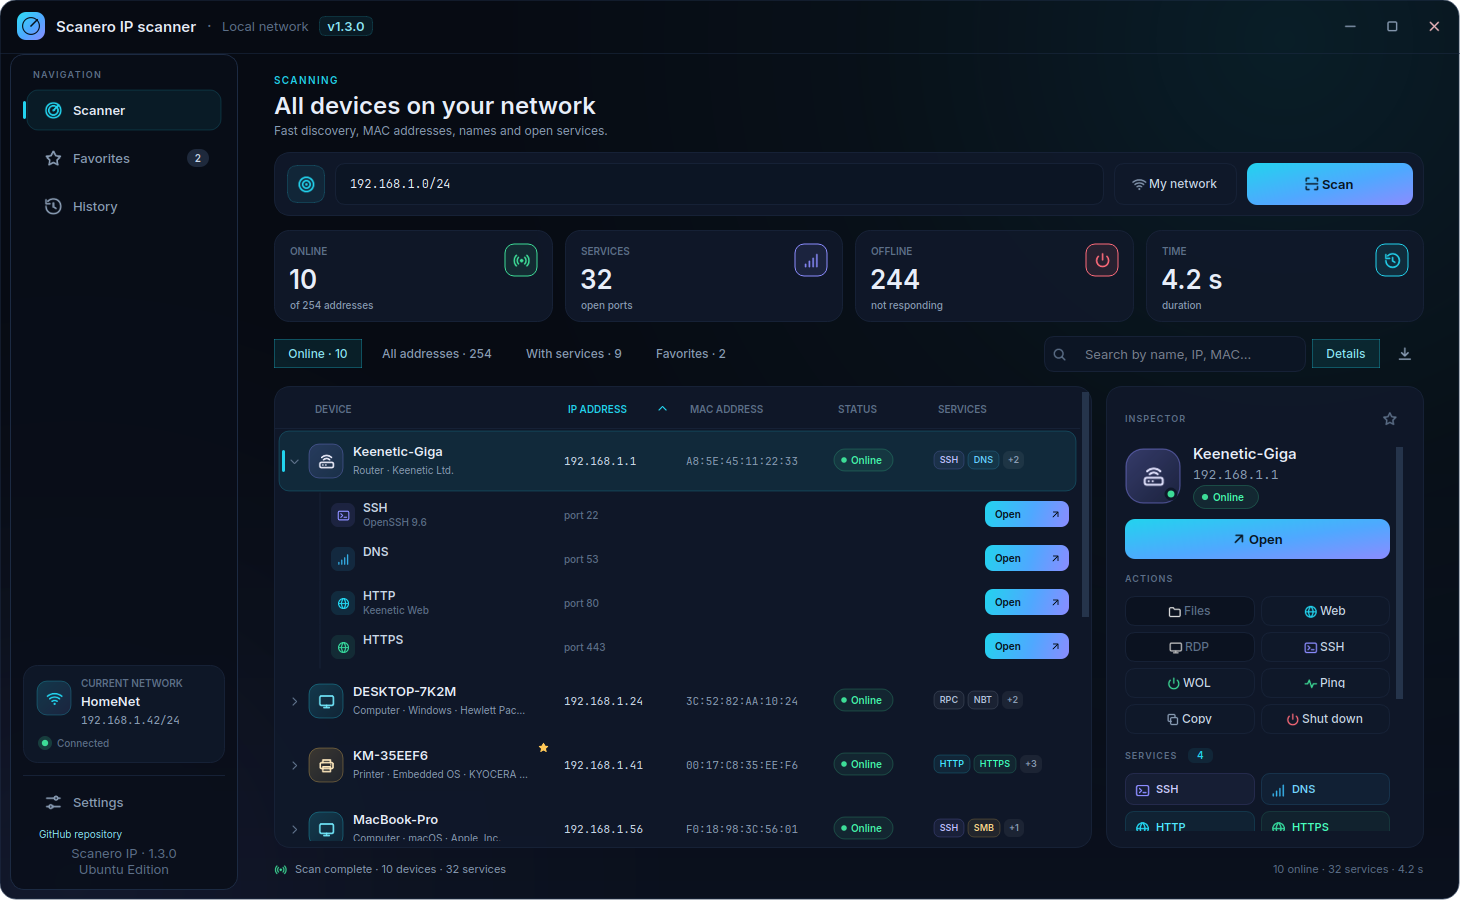 Scanero IP scanner · Local network v1.3.0
NAVIGATION
Scanner
Favorites 2
History
CURRENT NETWORK
HomeNet
192.168.1.42/24
Connected
Settings
GitHub repository
Scanero IP · 1.3.0
Ubuntu Edition
SCANNING
All devices on your network
Fast discovery, MAC addresses, names and open services.
192.168.1.0/24 My network Scan
ONLINE
10
of 254 addresses
SERVICES
32
open ports
OFFLINE
244
not responding
TIME
4.2 s
duration
Online · 10 All addresses · 254 With services · 9 Favorites · 2 Search by name, IP, MAC... Details
DEVICE IP ADDRESS MAC ADDRESS STATUS SERVICES
Keenetic-Giga
Router · Keenetic Ltd.
192.168.1.1 A8:5E:45:11:22:33 Online SSH DNS +2
SSH
OpenSSH 9.6
port 22 Open
DNS
port 53 Open
HTTP
Keenetic Web
port 80 Open
HTTPS
port 443 Open
DESKTOP-7K2M
Computer · Windows · Hewlett Pac...
192.168.1.24 3C:52:82:AA:10:24 Online RPC NBT +2
KM-35EEF6
Printer · Embedded OS · KYOCERA ...
192.168.1.41 00:17:C8:35:EE:F6 Online HTTP HTTPS +3
MacBook-Pro
Computer · macOS · Apple, Inc.
192.168.1.56 F0:18:98:3C:56:01 Online SSH SMB +1
INSPECTOR
Keenetic-Giga
192.168.1.1
Online
Open
ACTIONS
Files Web
RDP SSH
WOL Ping
Copy Shut down
SERVICES 4
SSH DNS
HTTP HTTPS
Scan complete · 10 devices · 32 services
10 online · 32 services · 4.2 s